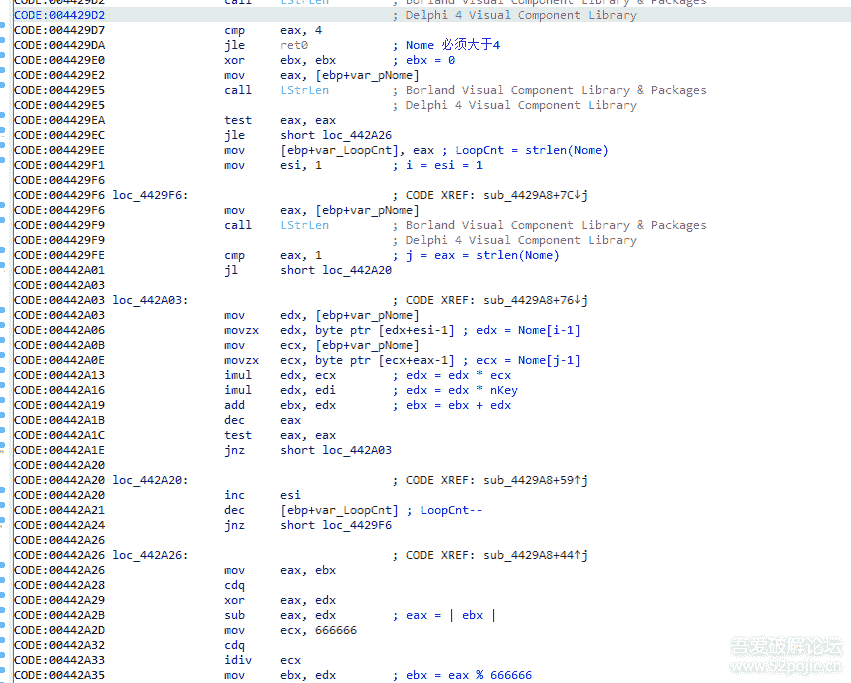 CODE:004429D2 call LStrLen ; Borland Visual Component Library & Packages
CODE:004429D2 ; Delphi 4 Visual Component Library
CODE:004429D7 cmp eax, 4
CODE:004429DA jle ret0 ; Nome 必须大于4
CODE:004429E0 xor ebx, ebx ; ebx = 0
CODE:004429E2 mov eax, [ebp+var_pNome]
CODE:004429E5 call LStrLen ; Borland Visual Component Library & Packages
CODE:004429E5 ; Delphi 4 Visual Component Library
CODE:004429EA test eax, eax
CODE:004429EC jle short loc_442A26
CODE:004429EE mov [ebp+var_LoopCnt], eax ; LoopCnt = strlen(Nome)
CODE:004429F1 mov esi, 1 ; i = esi = 1
CODE:004429F6
CODE:004429F6 loc_4429F6: ; CODE XREF: sub_4429A8+7C↓j
CODE:004429F6 mov eax, [ebp+var_pNome]
CODE:004429F9 call LStrLen ; Borland Visual Component Library & Packages
CODE:004429F9 ; Delphi 4 Visual Component Library
CODE:004429FE cmp eax, 1 ; j = eax = strlen(Nome)
CODE:00442A01 jl short loc_442A20
CODE:00442A03
CODE:00442A03 loc_442A03: ; CODE XREF: sub_4429A8+76↓j
CODE:00442A03 mov edx, [ebp+var_pNome]
CODE:00442A06 movzx edx, byte ptr [edx+esi-1] ; edx = Nome[i-1]
CODE:00442A0B mov ecx, [ebp+var_pNome]
CODE:00442A0E movzx ecx, byte ptr [ecx+eax-1] ; ecx = Nome[j-1]
CODE:00442A13 imul edx, ecx ; edx = edx * ecx
CODE:00442A16 imul edx, edi ; edx = edx * nKey
CODE:00442A19 add ebx, edx ; ebx = ebx + edx
CODE:00442A1B dec eax
CODE:00442A1C test eax, eax
CODE:00442A1E jnz short loc_442A03
CODE:00442A20
CODE:00442A20 loc_442A20: ; CODE XREF: sub_4429A8+59↑j
CODE:00442A20 inc esi
CODE:00442A21 dec [ebp+var_LoopCnt] ; LoopCnt--
CODE:00442A24 jnz short loc_4429F6
CODE:00442A26
CODE:00442A26 loc_442A26: ; CODE XREF: sub_4429A8+44↑j
CODE:00442A26 mov eax, ebx
CODE:00442A28 cdq
CODE:00442A29 xor eax, edx
CODE:00442A2B sub eax, edx ; eax = | ebx |
CODE:00442A2D mov ecx, 666666
CODE:00442A32 cdq
CODE:00442A33 idiv ecx
CODE:00442A35 mov ebx, edx ; ebx = eax % 666666
吾爱破解论坛
www.52pojie.cn